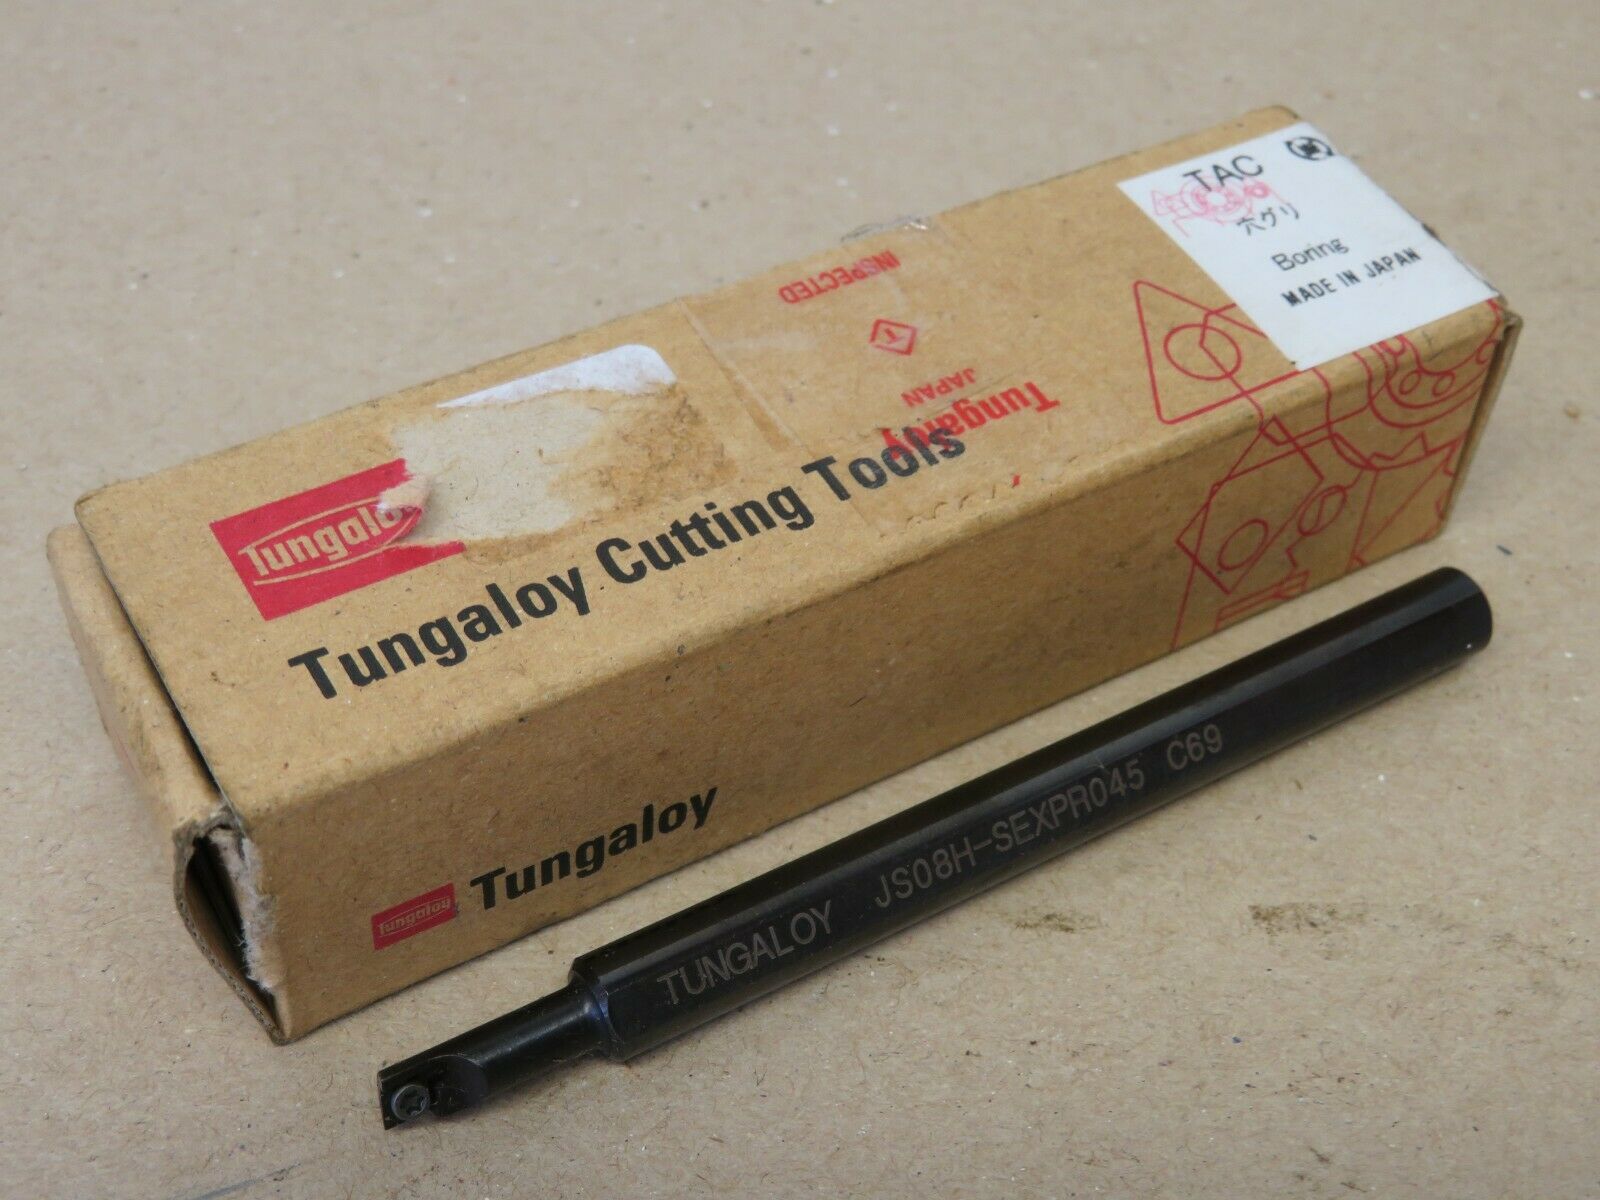 TAC
穴グリ
Boring
MADE IN JAPAN
INSPECTED
T
JAPAN
Tungaloy
Tungaloy
Tungaloy Cutting Tools
Tungaloy
Tungaloy
TUNGALOY JS08H-SEXPR045 C69